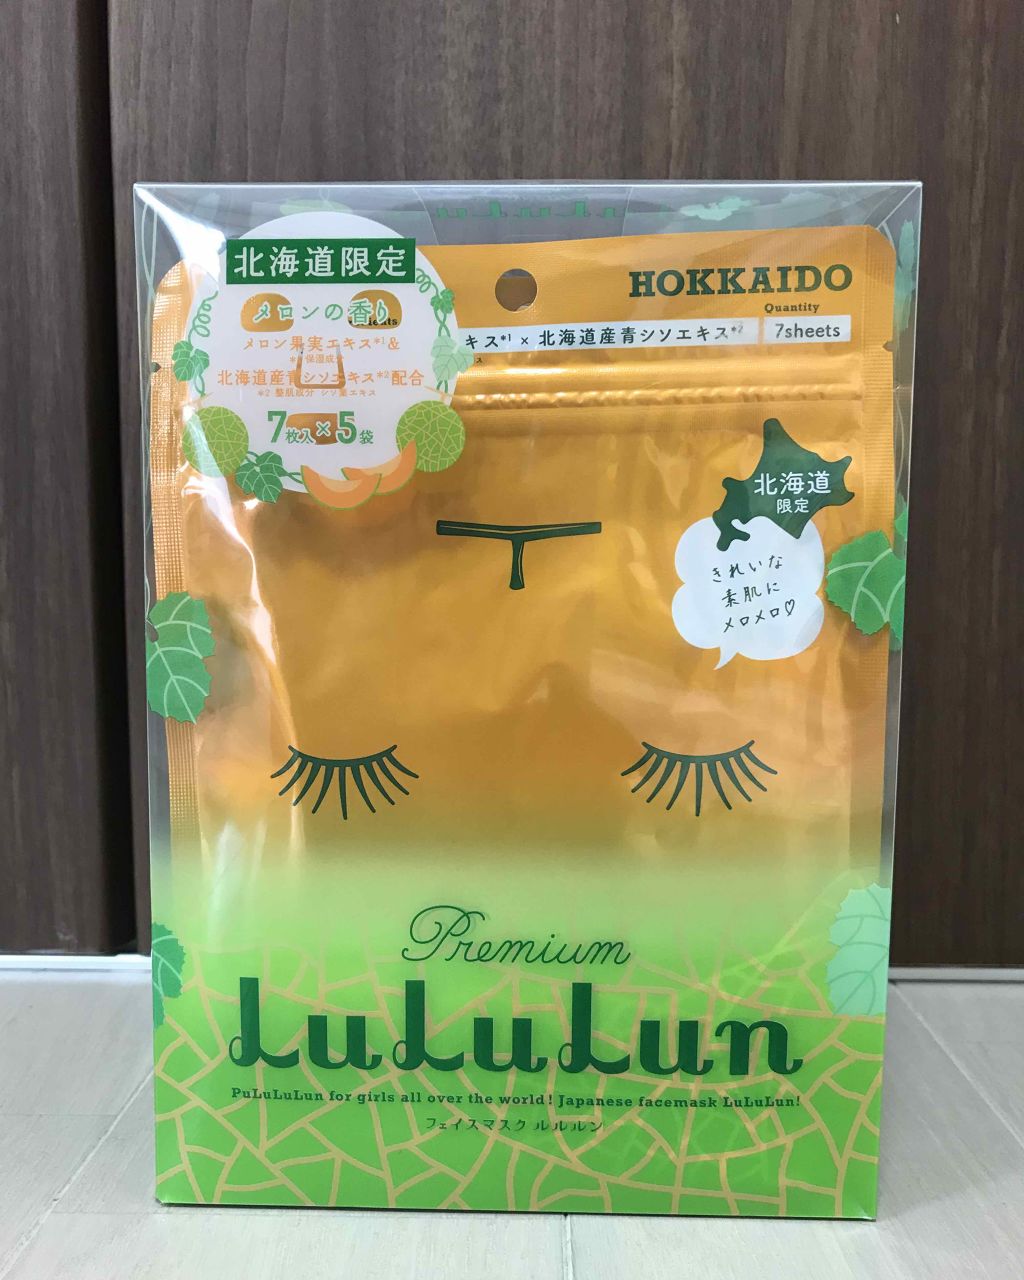 北海道限定
メロンの香り
メロン果実エキス*1&
*1 保湿成分
北海道産青シソエキス*2配合
*2 整肌成分 シソ葉エキス
7枚入×5袋
HOKKAIDO
Quantity
キス*1 × 北海道産青シソエキス*2
7sheets
北海道
限定
きれいな
素肌に
メロメロ♡
Premium
LuLuLun
PuLuLuLun for girls all over the world! Japanese facemask LuLuLun!
フェイスマスク ルルルン